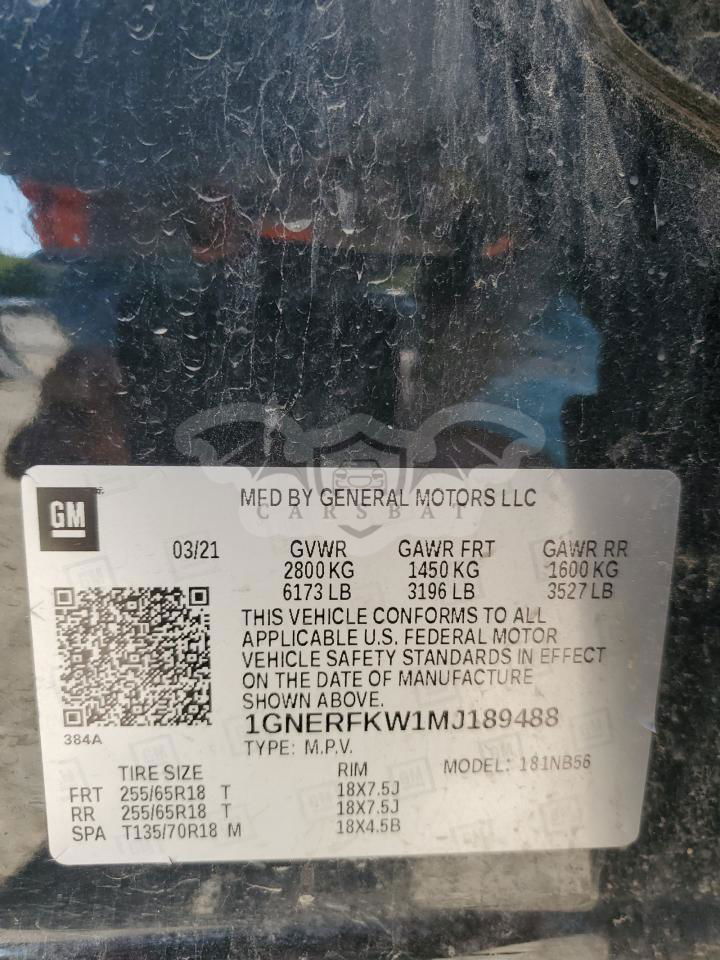 GM
MFD BY GENERAL MOTORS LLC
CARSBAT
03/21 GVWR GAWR FRT GAWR RR
2800 KG 1450 KG 1600 KG
6173 LB 3196 LB 3527 LB
THIS VEHICLE CONFORMS TO ALL
APPLICABLE U.S. FEDERAL MOTOR
VEHICLE SAFETY STANDARDS IN EFFECT
ON THE DATE OF MANUFACTURE
SHOWN ABOVE.
384A
1GNERFKW1MJ189488
TYPE: M.P.V. MODEL: 181NB56
TIRE SIZE RIM
FRT 255/65R18 T 18X7.5J
RR 255/65R18 T 18X7.5J
SPA T135/70R18 M 18X4.5B